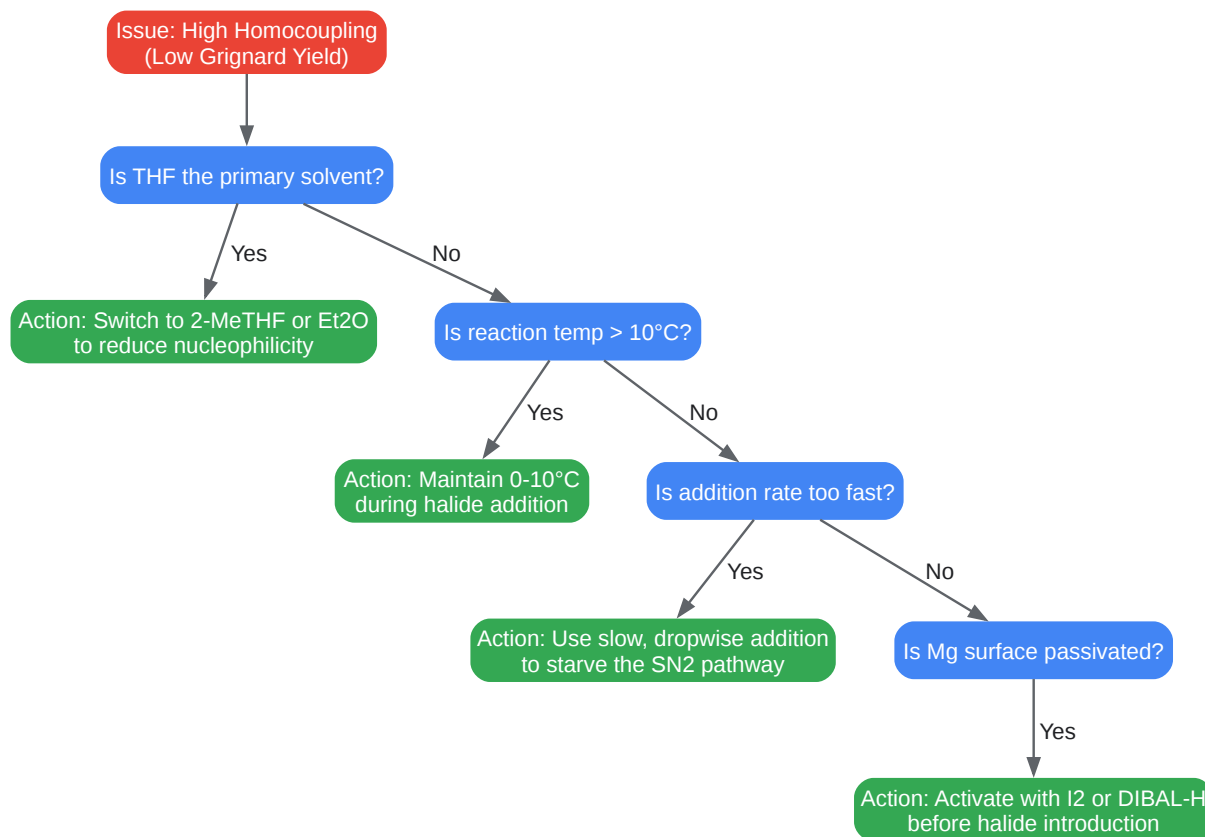 Issue: High Homocoupling
(Low Grignard Yield)
Is THF the primary solvent?
Yes
No
Action: Switch to 2-MeTHF or Et2O
to reduce nucleophilicity
Is reaction temp > 10°C?
Yes
No
Action: Maintain 0-10°C
during halide addition
Is addition rate too fast?
Yes
No
Action: Use slow, dropwise addition
to starve the SN2 pathway
Is Mg surface passivated?
Yes
Action: Activate with I2 or DIBAL-H
before halide introduction